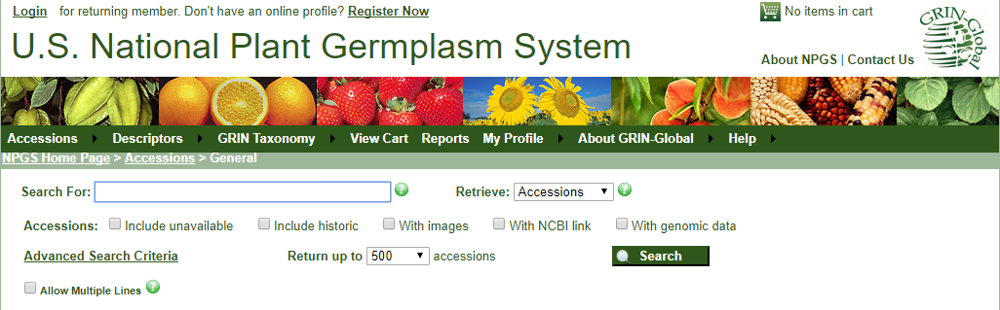 Login for returning member. Don't have an online profile? Register Now
No items in cart
GRIN-Global
U.S. National Plant Germplasm System
About NPGS | Contact Us
Accessions Descriptors GRIN Taxonomy View Cart Reports My Profile About GRIN-Global Help
NPGS Home Page > Accessions > General
Search For: ? Retrieve: Accessions ?
Accessions: Include unavailable Include historic With images With NCBI link With genomic data
Advanced Search Criteria Return up to 500 accessions Search
Allow Multiple Lines ?